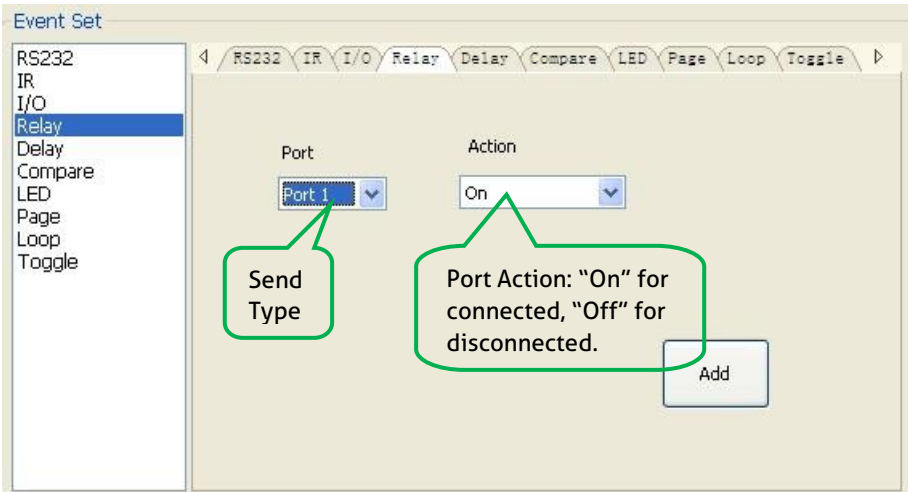 Event Set
RS232
IR
I/O
Relay
Delay
Compare
LED
Page
Loop
Toggle
RS232 IR I/O Relay Delay Compare LED Page Loop Toggle
Port
Action
Port 1
On
Send
Type
Port Action: “On” for
connected, “Off” for
disconnected.
Add